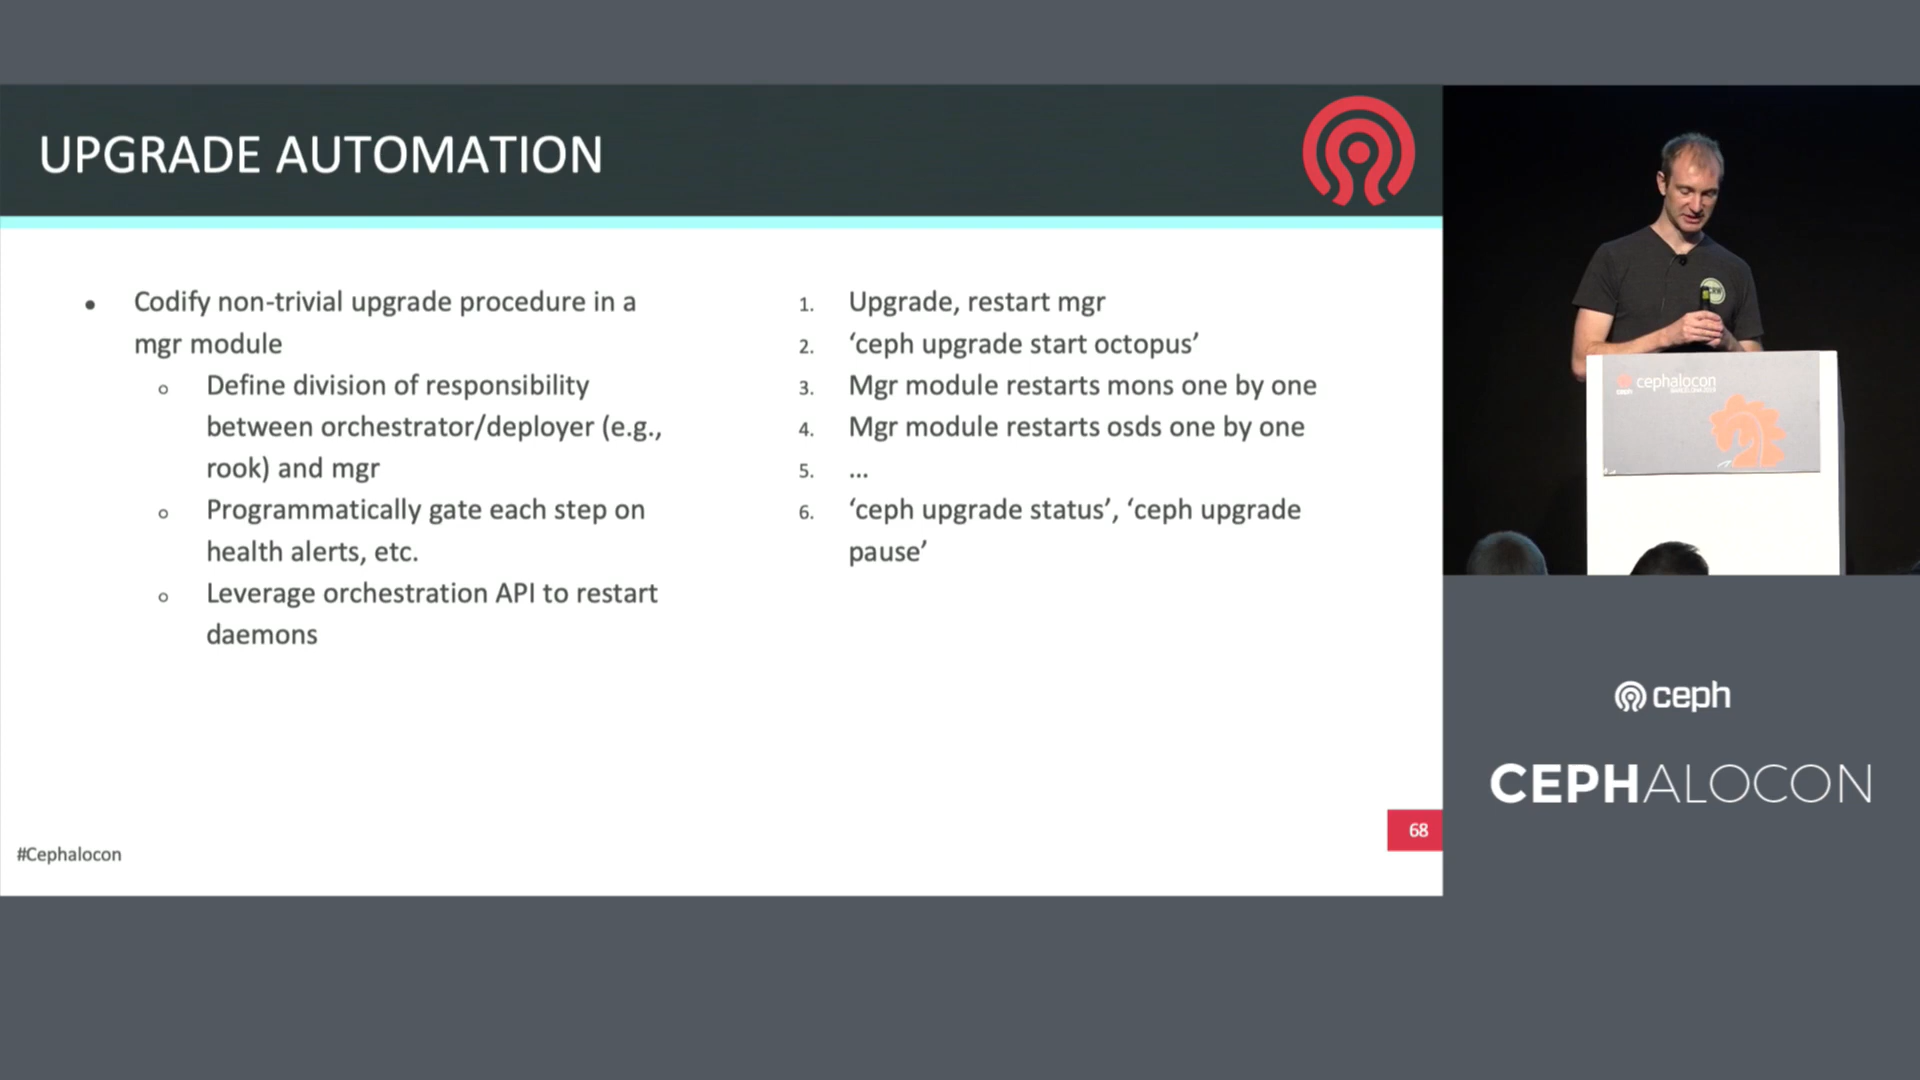 UPGRADE AUTOMATION
● Codify non-trivial upgrade procedure in a
mgr module
○ Define division of responsibility
between orchestrator/deployer (e.g.,
rook) and mgr
○ Programmatically gate each step on
health alerts, etc.
○ Leverage orchestration API to restart
daemons
1. Upgrade, restart mgr
2. ‘ceph upgrade start octopus’
3. Mgr module restarts mons one by one
4. Mgr module restarts osds one by one
5. ...
6. ‘ceph upgrade status’, ‘ceph upgrade
pause’
#Cephalocon
68
cephalocon
ceph
CEPHALOCON